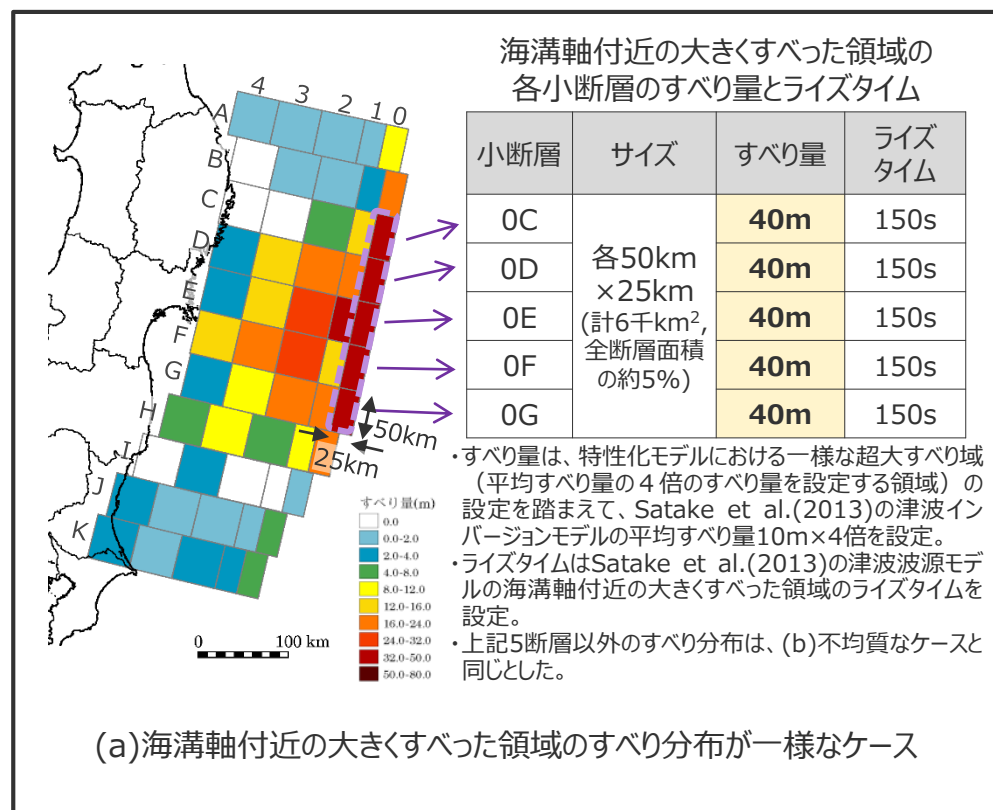 海溝軸付近の大きくすべった領域の
各小断層のすべり量とライズタイム
4 3 2 1 0
A
B
C
D
E
F
G
H
I
J
K
50km
25km
小断層 サイズ すべり量 ライズタイム
0C 40m 150s
0D 40m 150s
0E 40m 150s
0F 40m 150s
0G 40m 150s
各50km
×25km
(計6千km²,
全断層面積
の約5%)
すべり量(m)
0.0
0.0-2.0
2.0-4.0
4.0-8.0
8.0-12.0
12.0-16.0
16.0-24.0
24.0-32.0
32.0-50.0
50.0-80.0
0 100 km
・すべり量は、特性化モデルにおける一様な超大すべり域
（平均すべり量の４倍のすべり量を設定する領域）の
設定を踏まえて、Satake et al.(2013)の津波イン
バージョンモデルの平均すべり量10m×4倍を設定。
・ライズタイムはSatake et al.(2013)の津波波源モデ
ルの海溝軸付近の大きくすべった領域のライズタイムを
設定。
・上記5断層以外のすべり分布は、(b)不均質なケースと
同じとした。
(a)海溝軸付近の大きくすべった領域のすべり分布が一様なケース